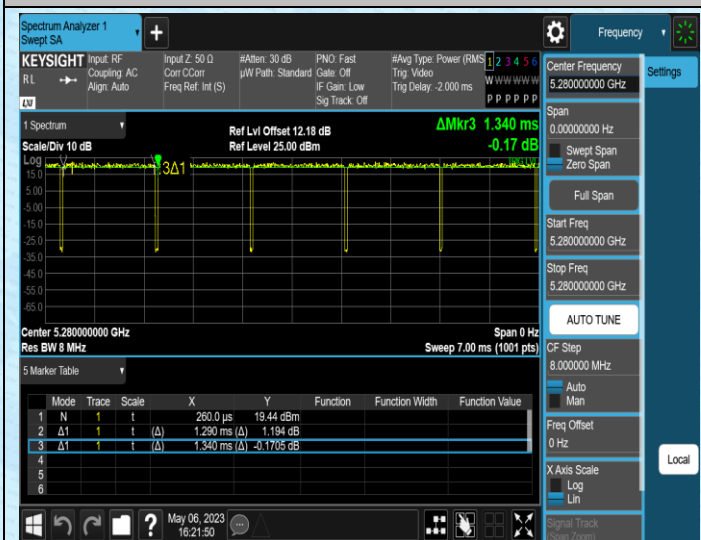 Spectrum Analyzer 1
Swept SA
+
Frequency
KEYSIGHT
RL
LXI
Input: RF
Coupling: AC
Align: Auto
Input Z: 50 Ω
Corr CCorr
Freq Ref: Int (S)
#Atten: 30 dB
µW Path: Standard
PNO: Fast
Gate: Off
IF Gain: Low
Sig Track: Off
#Avg Type: Power (RMS
Trig: Video
Trig Delay: -2.000 ms
1 2 3 4 5 6
W W W W W W
P P P P P P
Center Frequency
5.280000000 GHz
Settings
Span
0.00000000 Hz
Swept Span
Zero Span
Full Span
Start Freq
5.280000000 GHz
Stop Freq
5.280000000 GHz
AUTO TUNE
CF Step
8.000000 MHz
Auto
Man
Freq Offset
0 Hz
X Axis Scale
Log
Lin
Signal Track
(Span Zoom)
Local
1 Spectrum
Scale/Div 10 dB
Log
Ref Lvl Offset 12.18 dB
Ref Level 25.00 dBm
ΔMkr3 1.340 ms
-0.17 dB
1
3Δ1
15.0
5.00
-5.00
-15.0
-25.0
-35.0
-45.0
-55.0
-65.0
Center 5.280000000 GHz
Res BW 8 MHz
Span 0 Hz
Sweep 7.00 ms (1001 pts)
5 Marker Table
Mode Trace Scale X Y Function Function Width Function Value
1 N 1 t 260.0 µs 19.44 dBm
2 Δ1 1 t (Δ) 1.290 ms (Δ) 1.194 dB
3 Δ1 1 t (Δ) 1.340 ms (Δ) -0.1705 dB
4
5
6
?
May 06, 2023
16:21:50